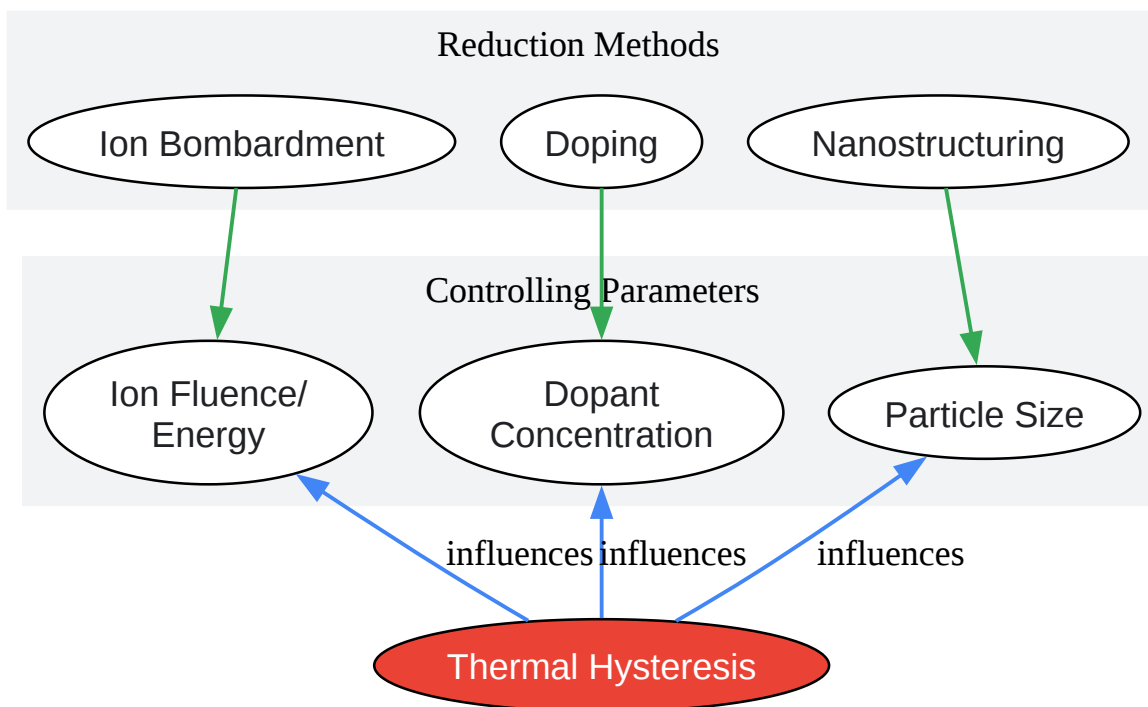 Reduction Methods
Ion Bombardment
Doping
Nanostructuring
Controlling Parameters
Ion Fluence/
Energy
Dopant
Concentration
Particle Size
influences
influences
influences
Thermal Hysteresis